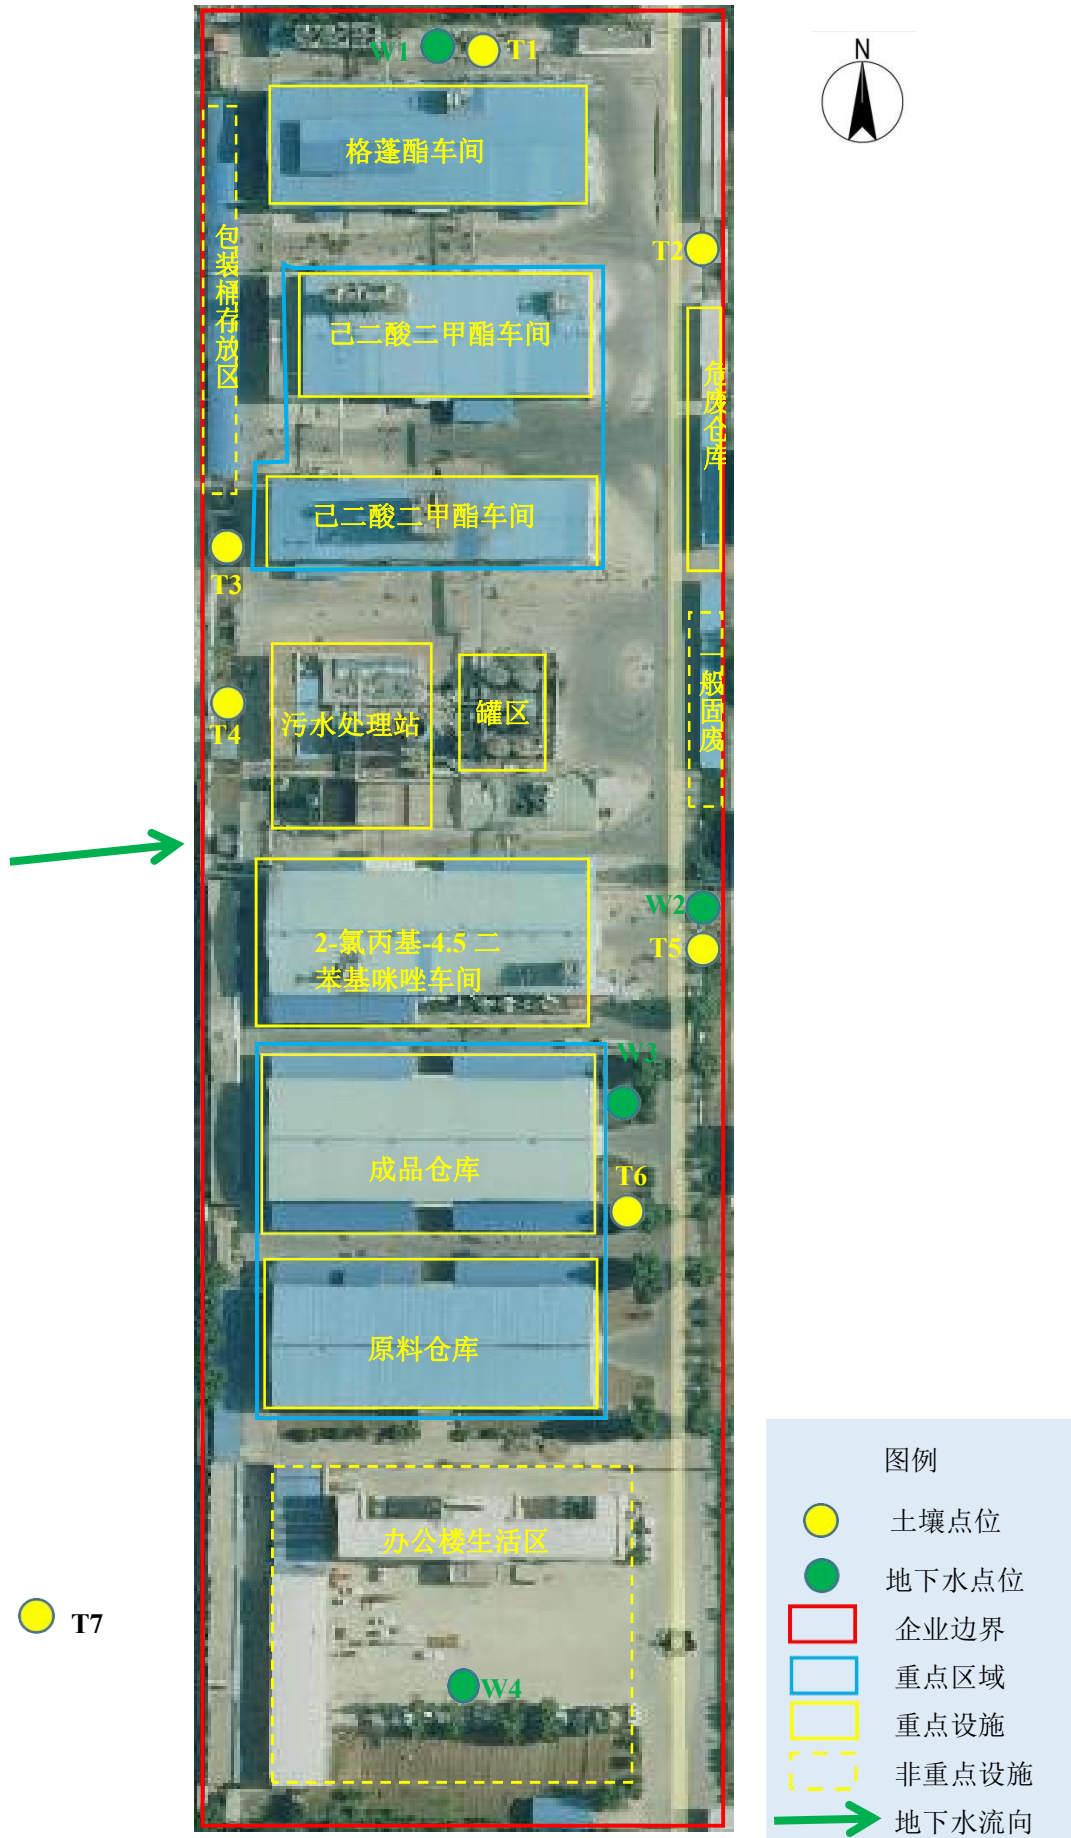 N
W1
T1
格蓬酯车间
包装桶存放区
T2
己二酸二甲酯车间
危废仓库
己二酸二甲酯车间
T3
一般固废
T4
污水处理站
罐区
W2
T5
2-氯丙基-4.5 二
苯基咪唑车间
W3
成品仓库
T6
原料仓库
办公楼生活区
T7
W4
图例
土壤点位
地下水点位
企业边界
重点区域
重点设施
非重点设施
地下水流向